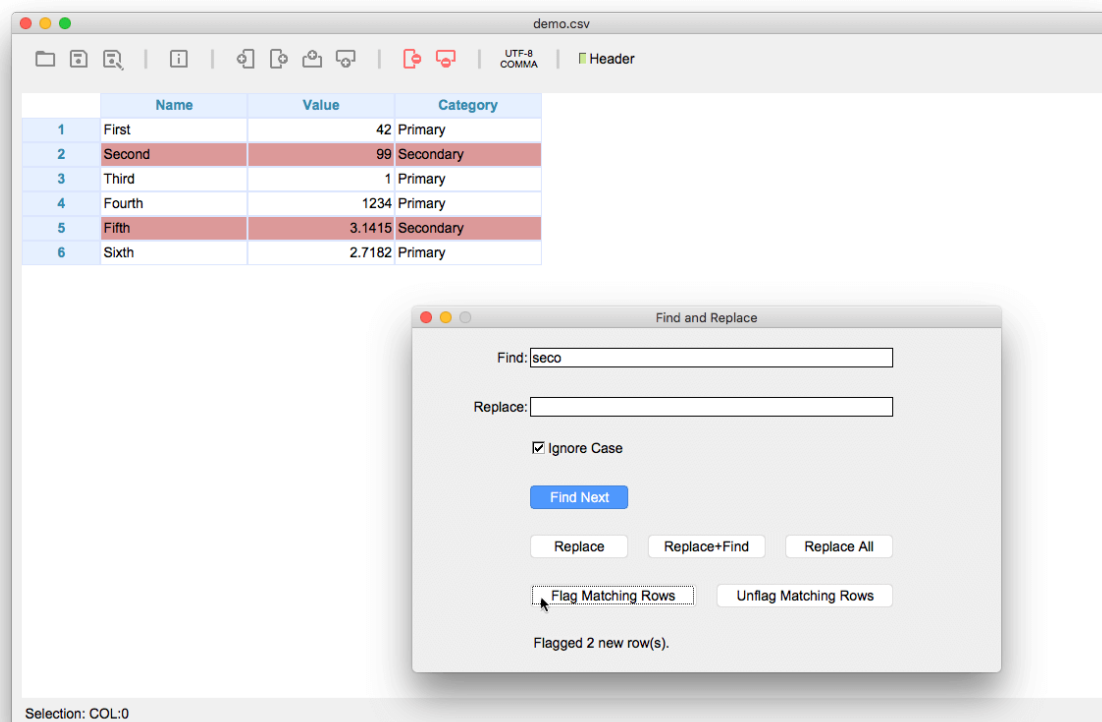 demo.csv
UTF-8
COMMA
Header
Name Value Category
1 First 42 Primary
2 Second 99 Secondary
3 Third 1 Primary
4 Fourth 1234 Primary
5 Fifth 3.1415 Secondary
6 Sixth 2.7182 Primary
Find and Replace
Find: seco
Replace:
Ignore Case
Find Next
Replace Replace+Find Replace All
Flag Matching Rows Unflag Matching Rows
Flagged 2 new row(s).
Selection: COL:0